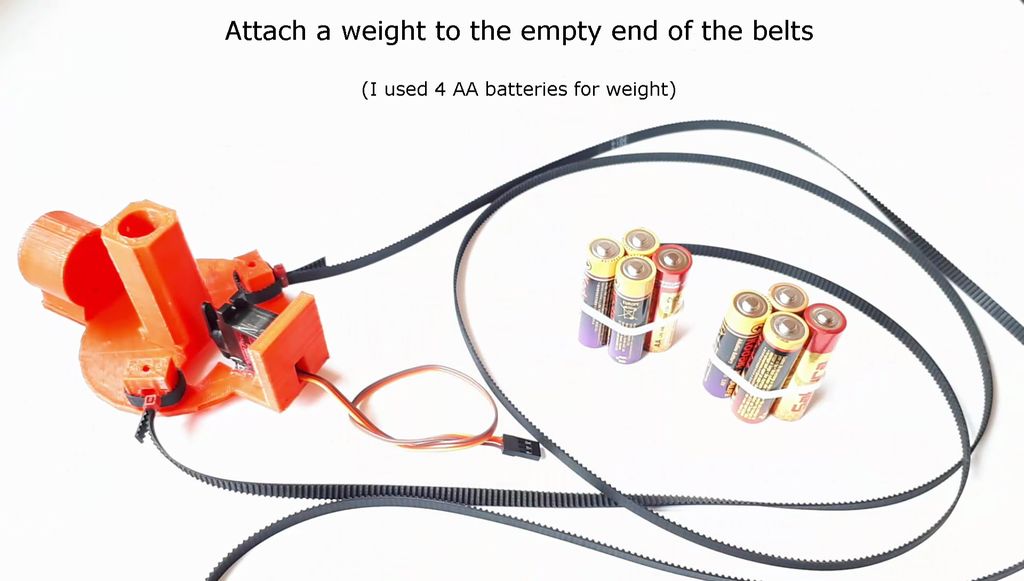 Attach a weight to the empty end of the belts
(I used 4 AA batteries for weight)